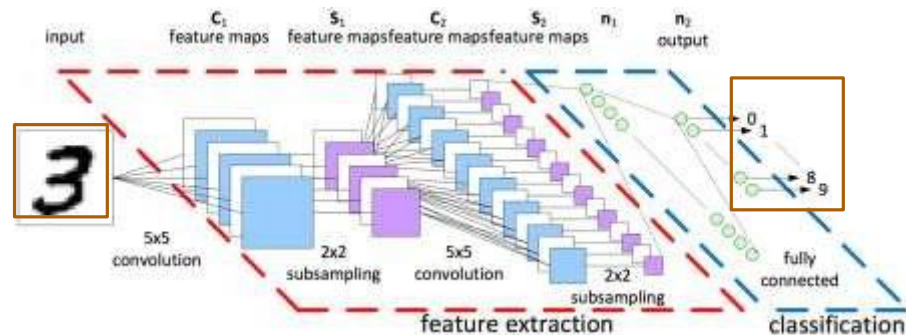 input
C₁
feature maps
S₁
feature maps
C₂
feature maps
S₂
feature maps
n₁
n₂
output
3
0
1
8
9
5x5
convolution
2x2
subsampling
5x5
convolution
2x2
subsampling
fully
connected
feature extraction
classification